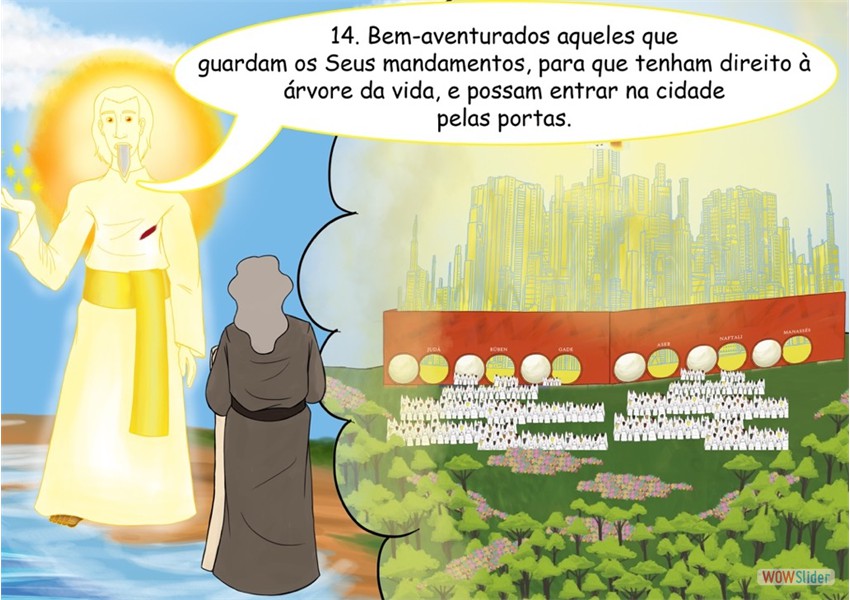 14. Bem-aventurados aqueles que
guardam os Seus mandamentos, para que tenham direito à
árvore da vida, e possam entrar na cidade
pelas portas.
JUDÁ
RÚBEN
GADE
ASER
NAFTALI
MANASSÉS
WOWSlider